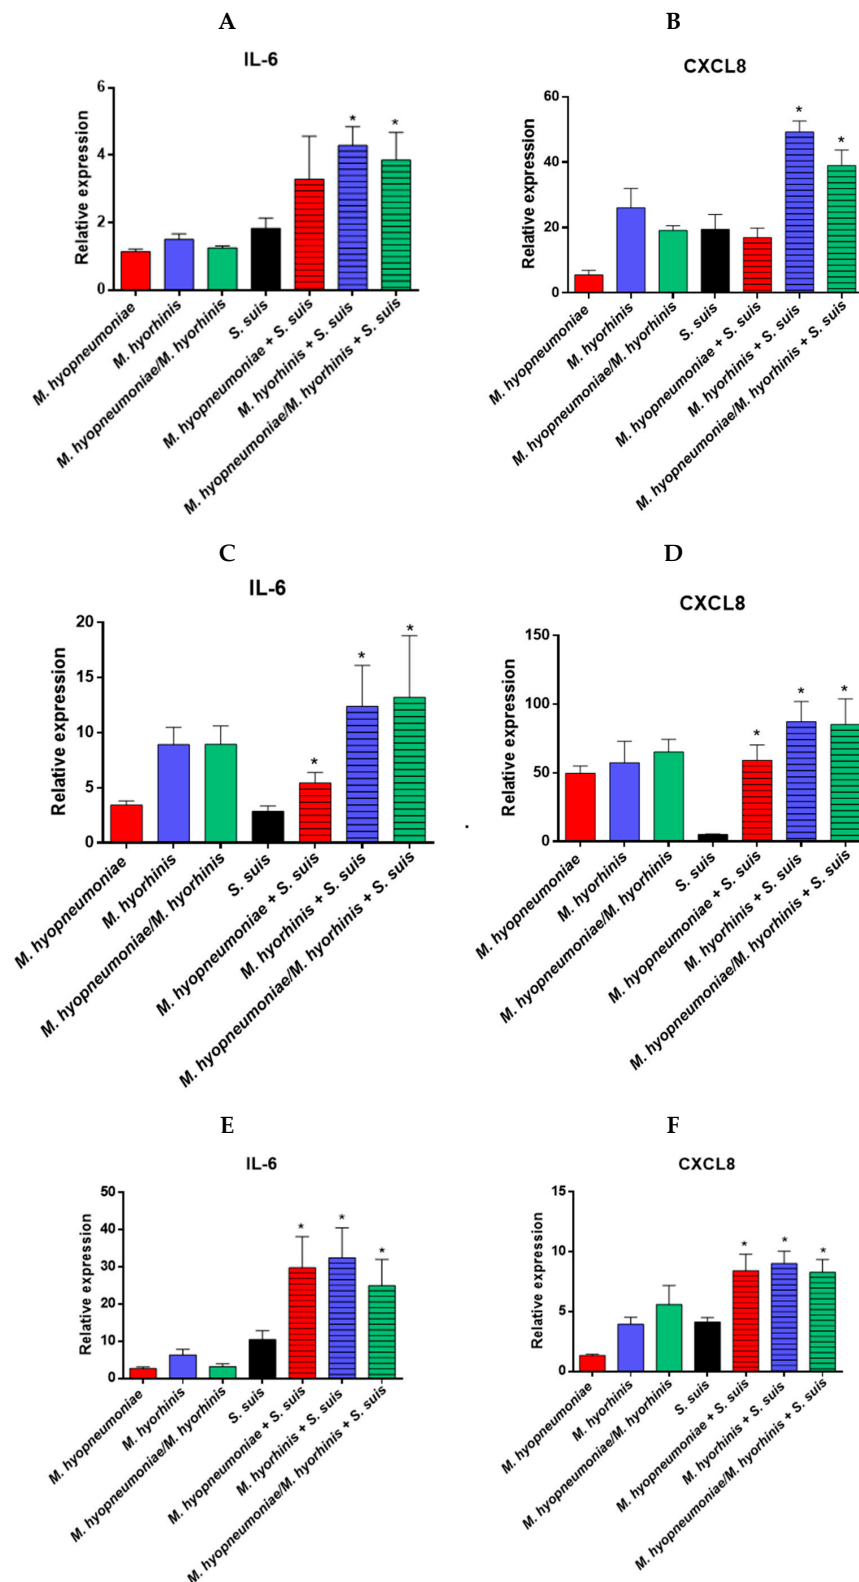 A
IL-6
Relative expression
6
4
2
0
* *
M. hyopneumoniae
M. hyorhinis
M. hyopneumoniae/M. hyorhinis
S. suis
M. hyopneumoniae + S. suis
M. hyorhinis + S. suis
M. hyopneumoniae/M. hyorhinis + S. suis
B
CXCL8
Relative expression
60
40
20
0
* *
M. hyopneumoniae
M. hyorhinis
M. hyopneumoniae/M. hyorhinis
S. suis
M. hyopneumoniae + S. suis
M. hyorhinis + S. suis
M. hyopneumoniae/M. hyorhinis + S. suis
C
IL-6
Relative expression
20
15
10
5
0
* * *
M. hyopneumoniae
M. hyorhinis
M. hyopneumoniae/M. hyorhinis
S. suis
M. hyopneumoniae + S. suis
M. hyorhinis + S. suis
M. hyopneumoniae/M. hyorhinis + S. suis
.
D
CXCL8
Relative expression
150
100
50
0
* * *
M. hyopneumoniae
M. hyorhinis
M. hyopneumoniae/M. hyorhinis
S. suis
M. hyopneumoniae + S. suis
M. hyorhinis + S. suis
M. hyopneumoniae/M. hyorhinis + S. suis
E
IL-6
Relative expression
50
40
30
20
10
0
* * *
M. hyopneumoniae
M. hyorhinis
M. hyopneumoniae/M. hyorhinis
S. suis
M. hyopneumoniae + S. suis
M. hyorhinis + S. suis
M. hyopneumoniae/M. hyorhinis + S. suis
F
CXCL8
Relative expression
15
10
5
0
* * *
M. hyopneumoniae
M. hyorhinis
M. hyopneumoniae/M. hyorhinis
S. suis
M. hyopneumoniae + S. suis
M. hyorhinis + S. suis
M. hyopneumoniae/M. hyorhinis + S. suis